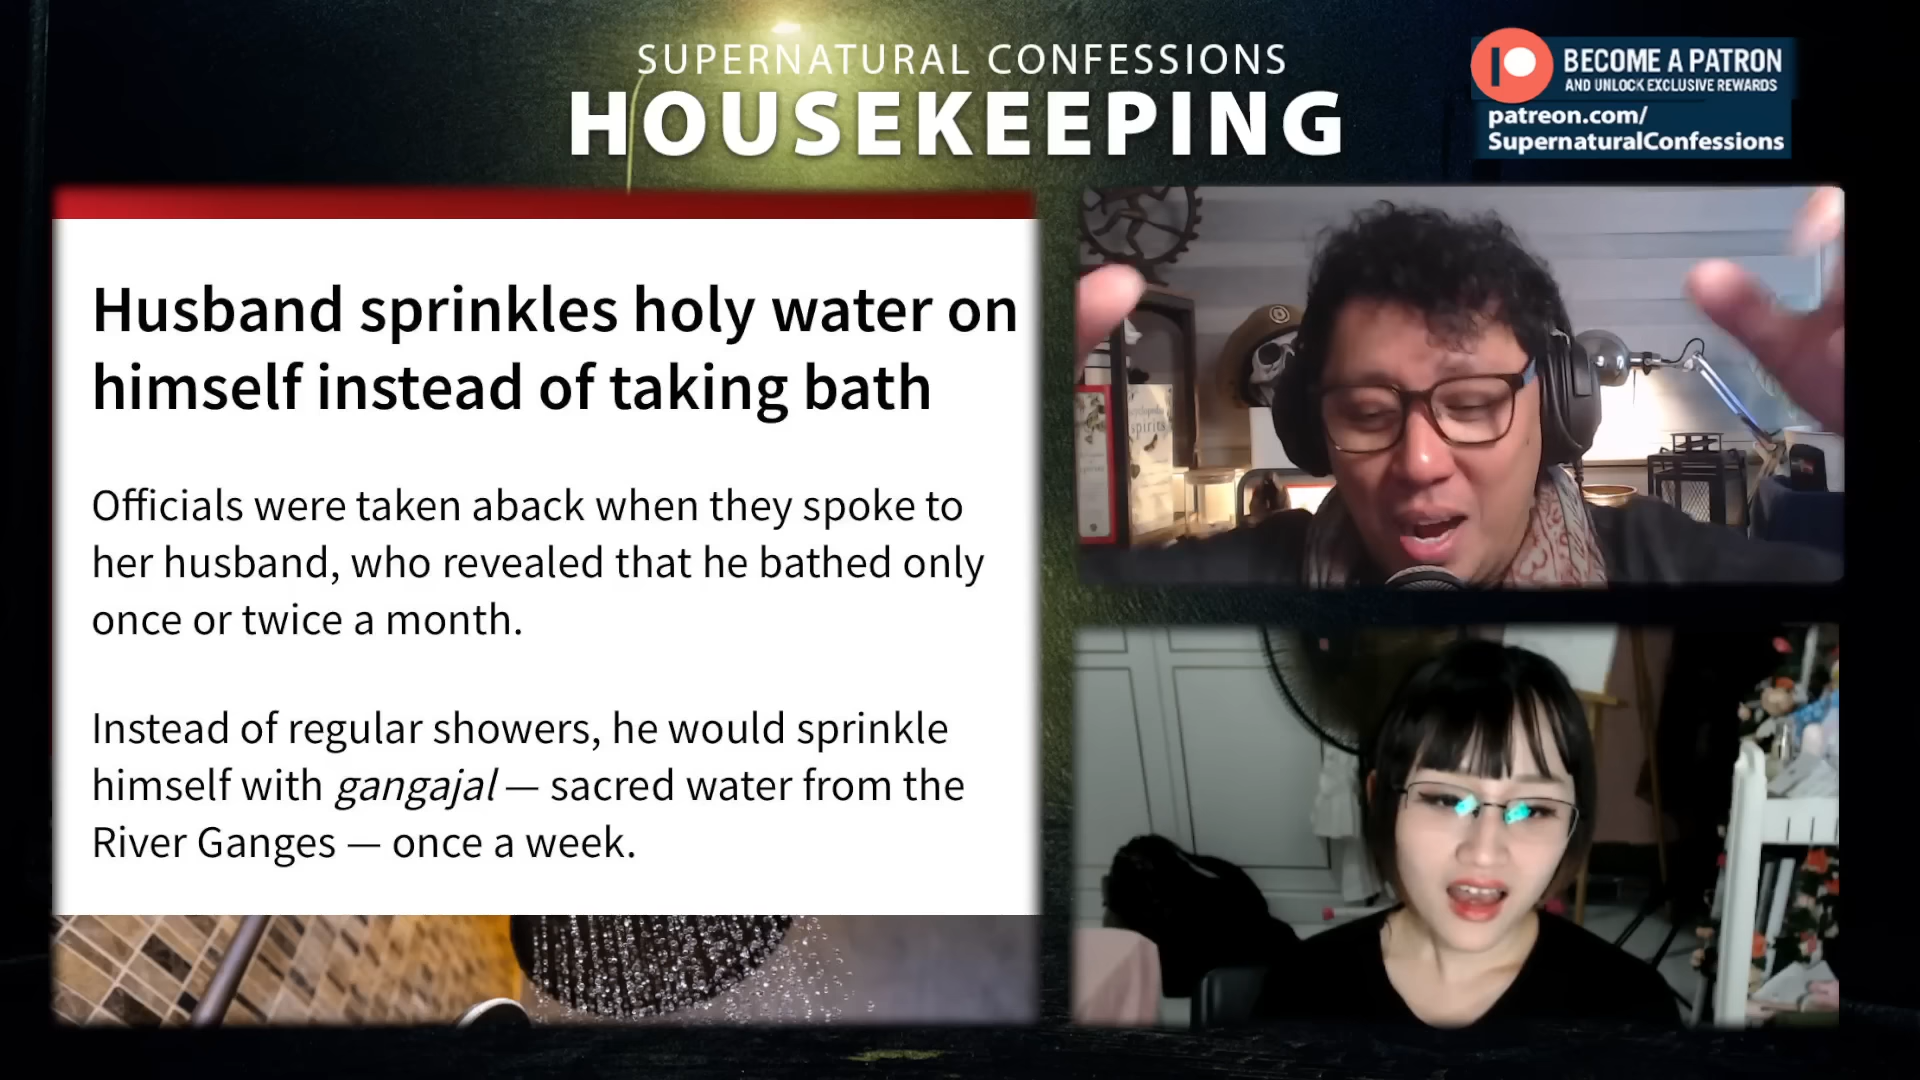 SUPERNATURAL CONFESSIONS
HOUSEKEEPING
BECOME A PATRON
AND UNLOCK EXCLUSIVE REWARDS
patreon.com/
SupernaturalConfessions
Husband sprinkles holy water on
himself instead of taking bath
Officials were taken aback when they spoke to
her husband, who revealed that he bathed only
once or twice a month.
Instead of regular showers, he would sprinkle
himself with gangajal — sacred water from the
River Ganges — once a week.
spirits